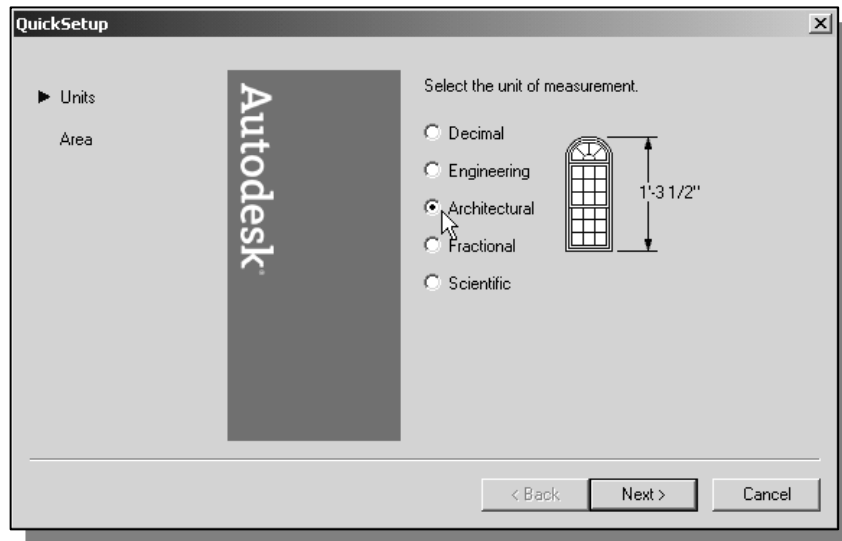 QuickSetup
Units
Area
Autodesk
Select the unit of measurement.
Decimal
Engineering
Architectural
Fractional
Scientific
1'-3 1/2"
< Back
Next >
Cancel